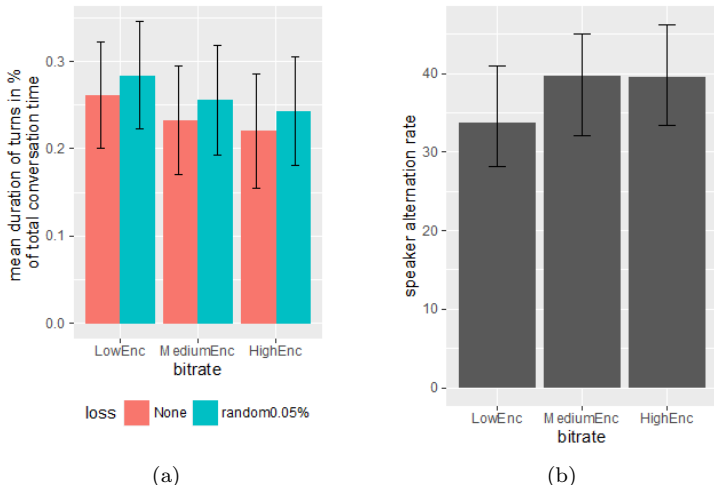 mean duration of turns in %
of total conversation time
0.3
0.2
0.1
0.0
LowEnc MediumEnc HighEnc
bitrate
loss None random0.05%
(a)
speaker alternation rate
40
30
20
10
0
LowEnc MediumEnc HighEnc
bitrate
(b)